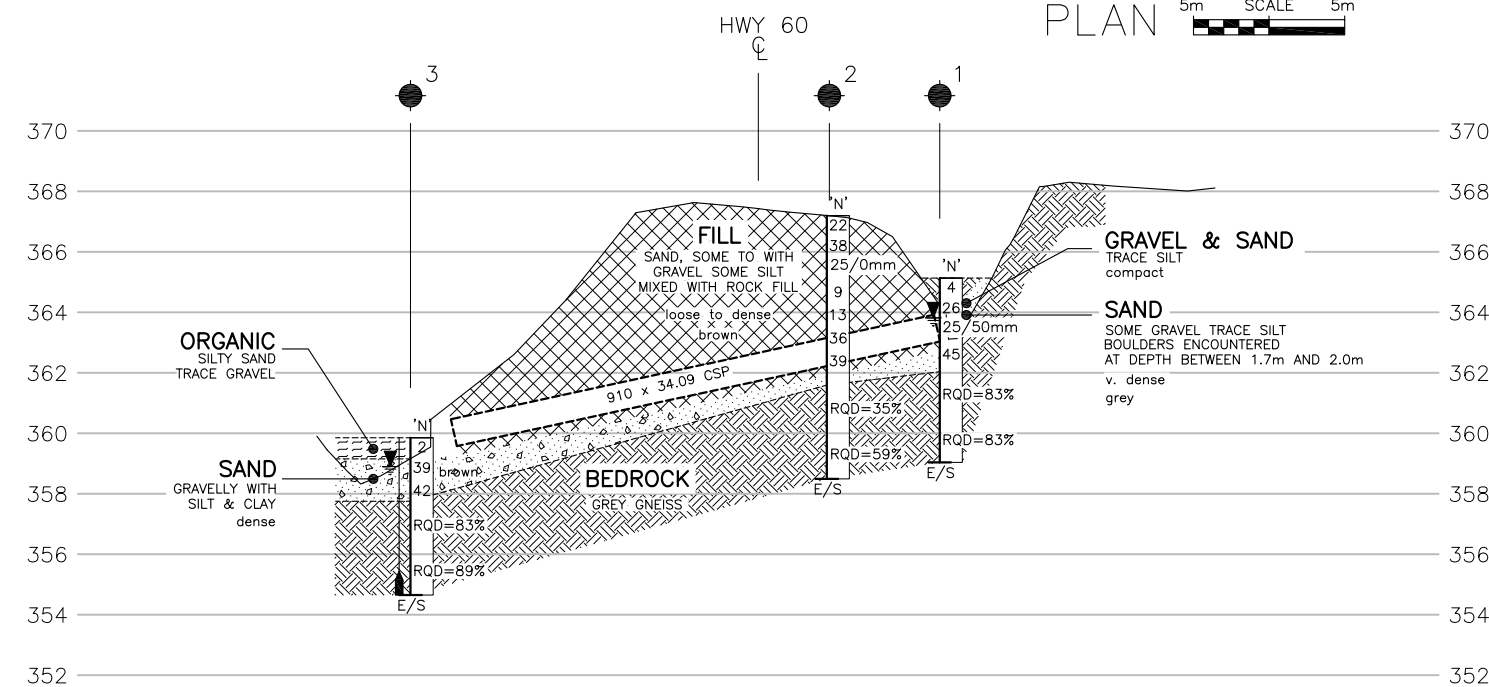 PLAN
5m SCALE 5m
HWY 60
℄
3
2
1
370 370
368 368
366 366
364 364
362 362
360 360
358 358
356 356
354 354
352 352
FILL
SAND, SOME TO WITH
GRAVEL SOME SILT
MIXED WITH ROCK FILL
loose to dense
brown
'N'
22
38
25/0mm
9
13
36
39
RQD=35%
RQD=59%
E/S
'N'
4
26
25/50mm
45
RQD=83%
RQD=83%
E/S
GRAVEL & SAND
TRACE SILT
compact
SAND
SOME GRAVEL TRACE SILT
BOULDERS ENCOUNTERED
AT DEPTH BETWEEN 1.7m AND 2.0m
v. dense
grey
ORGANIC
SILTY SAND
TRACE GRAVEL
SAND
GRAVELLY WITH
SILT & CLAY
dense
910 x 34.09 CSP
'N'
2
39
brown
42
RQD=83%
RQD=89%
E/S
BEDROCK
GREY GNEISS